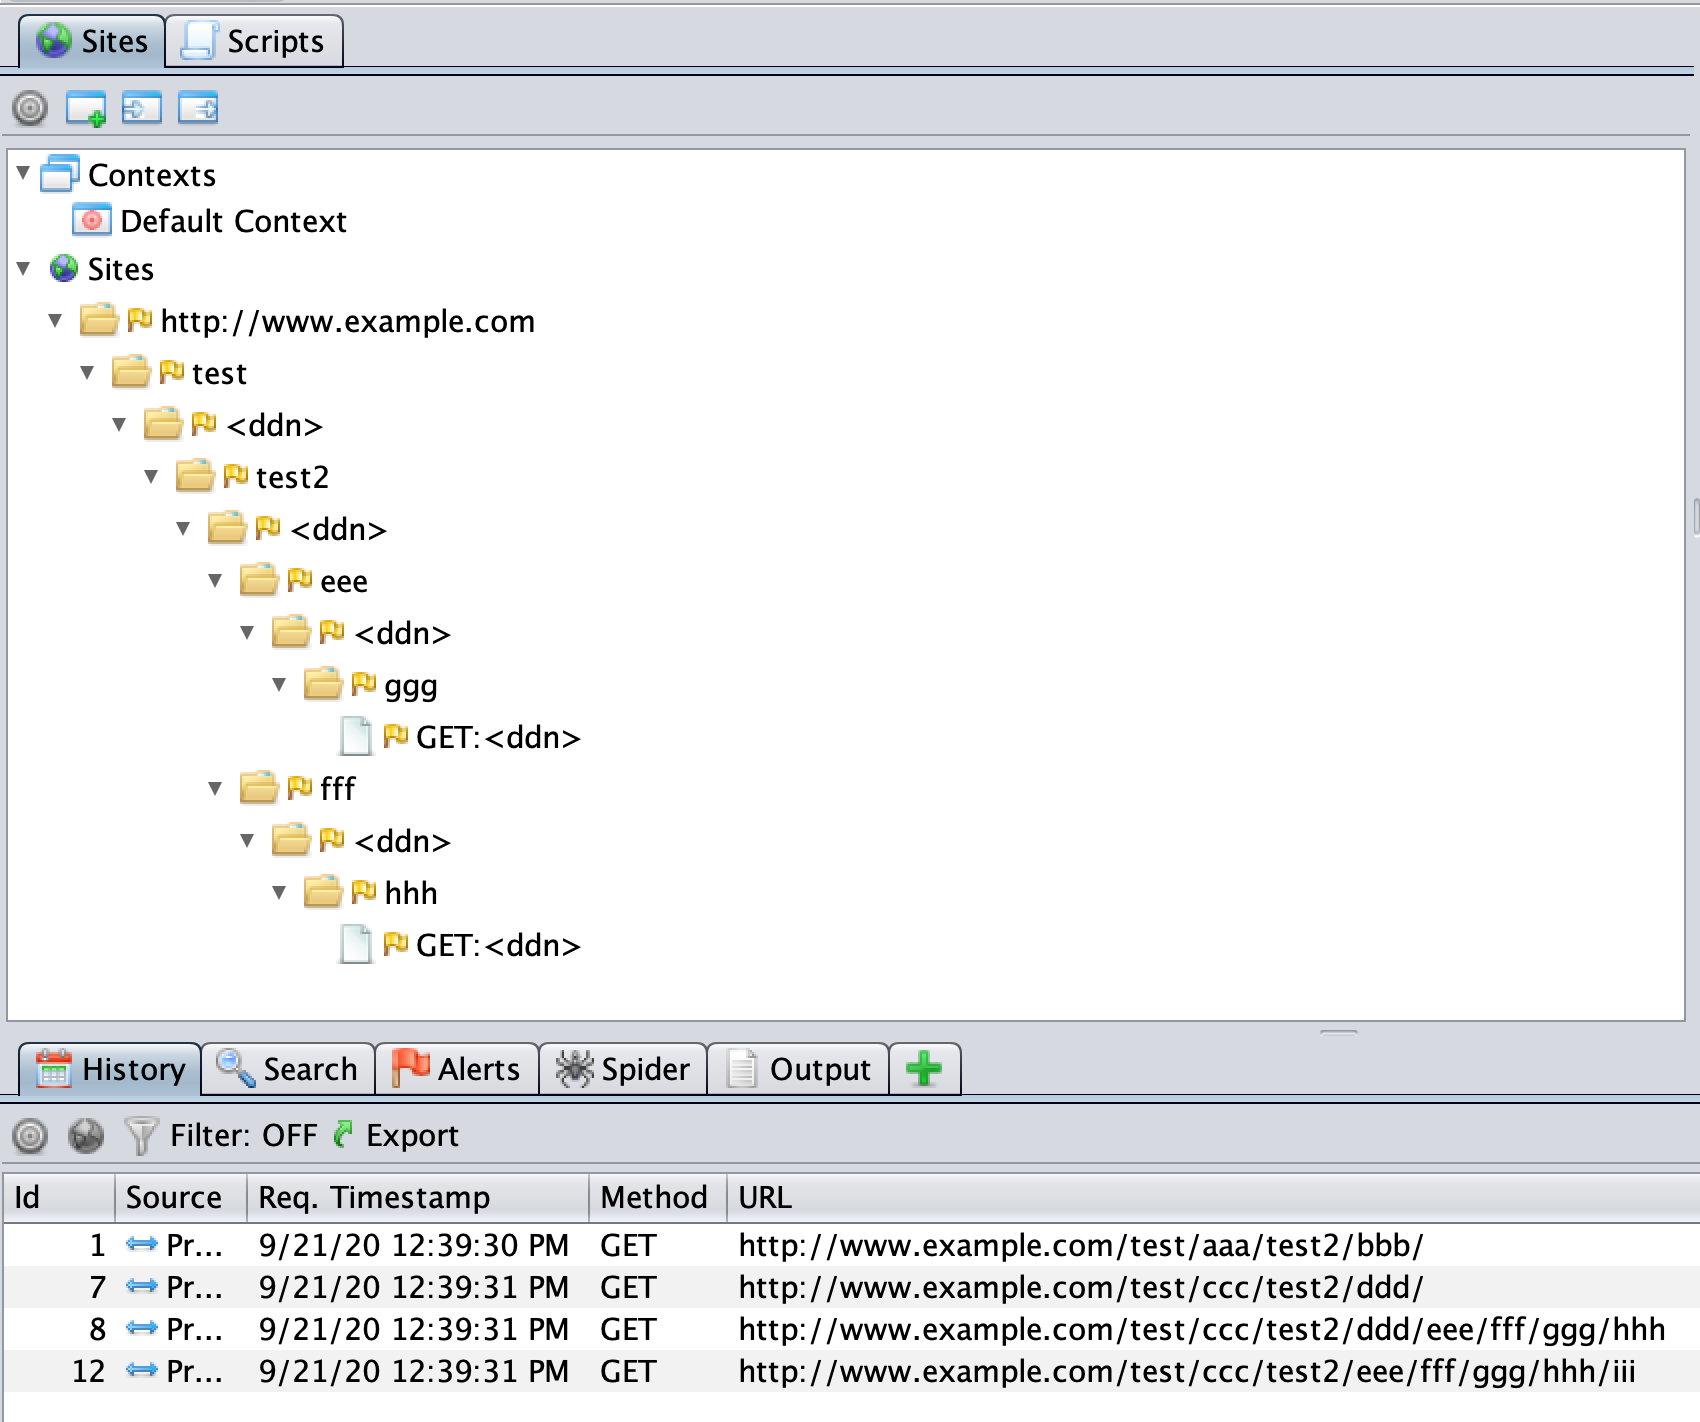 Sites Scripts
Contexts
Default Context
Sites
http://www.example.com
test
<ddn>
test2
<ddn>
eee
<ddn>
ggg
GET:<ddn>
fff
<ddn>
hhh
GET:<ddn>
History Search Alerts Spider Output
Filter: OFF Export
Id Source Req. Timestamp Method URL
1 Pr... 9/21/20 12:39:30 PM GET http://www.example.com/test/aaa/test2/bbb/
7 Pr... 9/21/20 12:39:31 PM GET http://www.example.com/test/ccc/test2/ddd/
8 Pr... 9/21/20 12:39:31 PM GET http://www.example.com/test/ccc/test2/ddd/eee/fff/ggg/hhh
12 Pr... 9/21/20 12:39:31 PM GET http://www.example.com/test/ccc/test2/eee/fff/ggg/hhh/iii